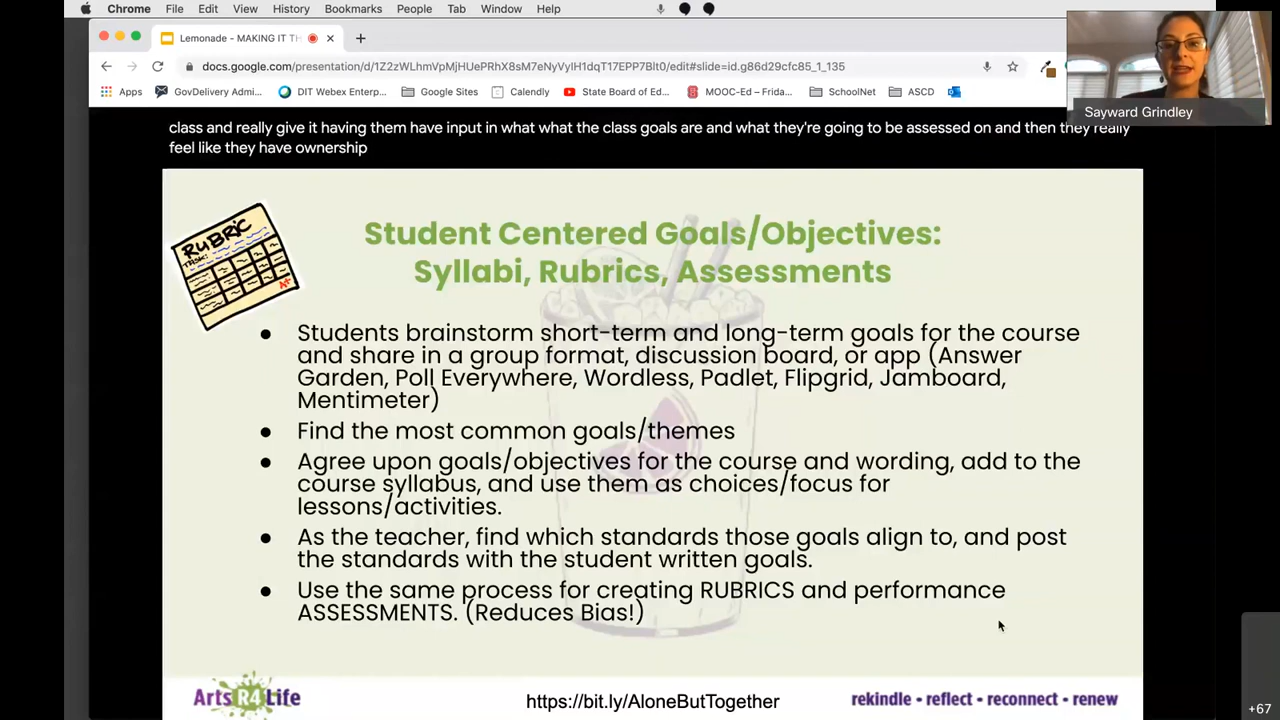 Chrome File Edit View History Bookmarks People Tab Window Help
Lemonade - MAKING IT TH
docs.google.com/presentation/d/1Z2zWLhmVpMjHUeRhX8sM7eNyVyIH1dqT17EPP7Blt0/edit#slide=id.g86d29cfc85_1_135
Apps GovDelivery Admi... DIT Webex Enterp... Google Sites Calendly State Board of Ed... MOOC-Ed – Frida... SchoolNet ASCD
Sayward Grindley
class and really give it having them have input in what what the class goals are and what they're going to be assessed on and then they really
feel like they have ownership
RUBRIC
TASK:
A+
Student Centered Goals/Objectives:
Syllabi, Rubrics, Assessments
● Students brainstorm short-term and long-term goals for the course
and share in a group format, discussion board, or app (Answer
Garden, Poll Everywhere, Wordless, Padlet, Flipgrid, Jamboard,
Mentimeter)
● Find the most common goals/themes
● Agree upon goals/objectives for the course and wording, add to the
course syllabus, and use them as choices/focus for
lessons/activities.
● As the teacher, find which standards those goals align to, and post
the standards with the student written goals.
● Use the same process for creating RUBRICS and performance
ASSESSMENTS. (Reduces Bias!)
Arts R4 Life
https://bit.ly/AloneButTogether
rekindle • reflect • reconnect • renew
+67